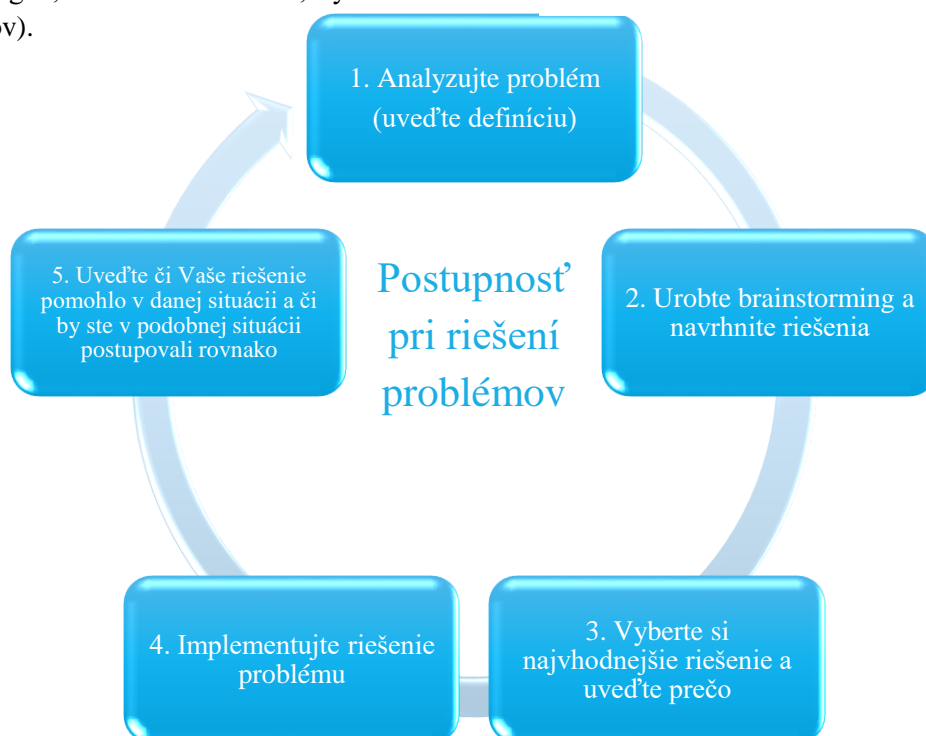 ov).
1. Analyzujte problém
(uveďte definíciu)
2. Urobte brainstorming a
navrhnite riešenia
3. Vyberte si
najvhodnejšie riešenie a
uveďte prečo
4. Implementujte riešenie
problému
5. Uveďte či Vaše riešenie
pomohlo v danej situácii a či
by ste v podobnej situácii
postupovali rovnako
Postupnosť
pri riešení
problémov